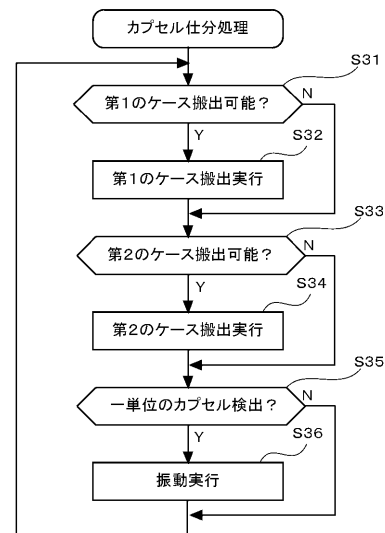 カプセル仕分処理
S31
第1のケース搬出可能？
N
Y
S32
第1のケース搬出実行
S33
第2のケース搬出可能？
N
Y
S34
第2のケース搬出実行
S35
一単位のカプセル検出？
N
Y
S36
振動実行